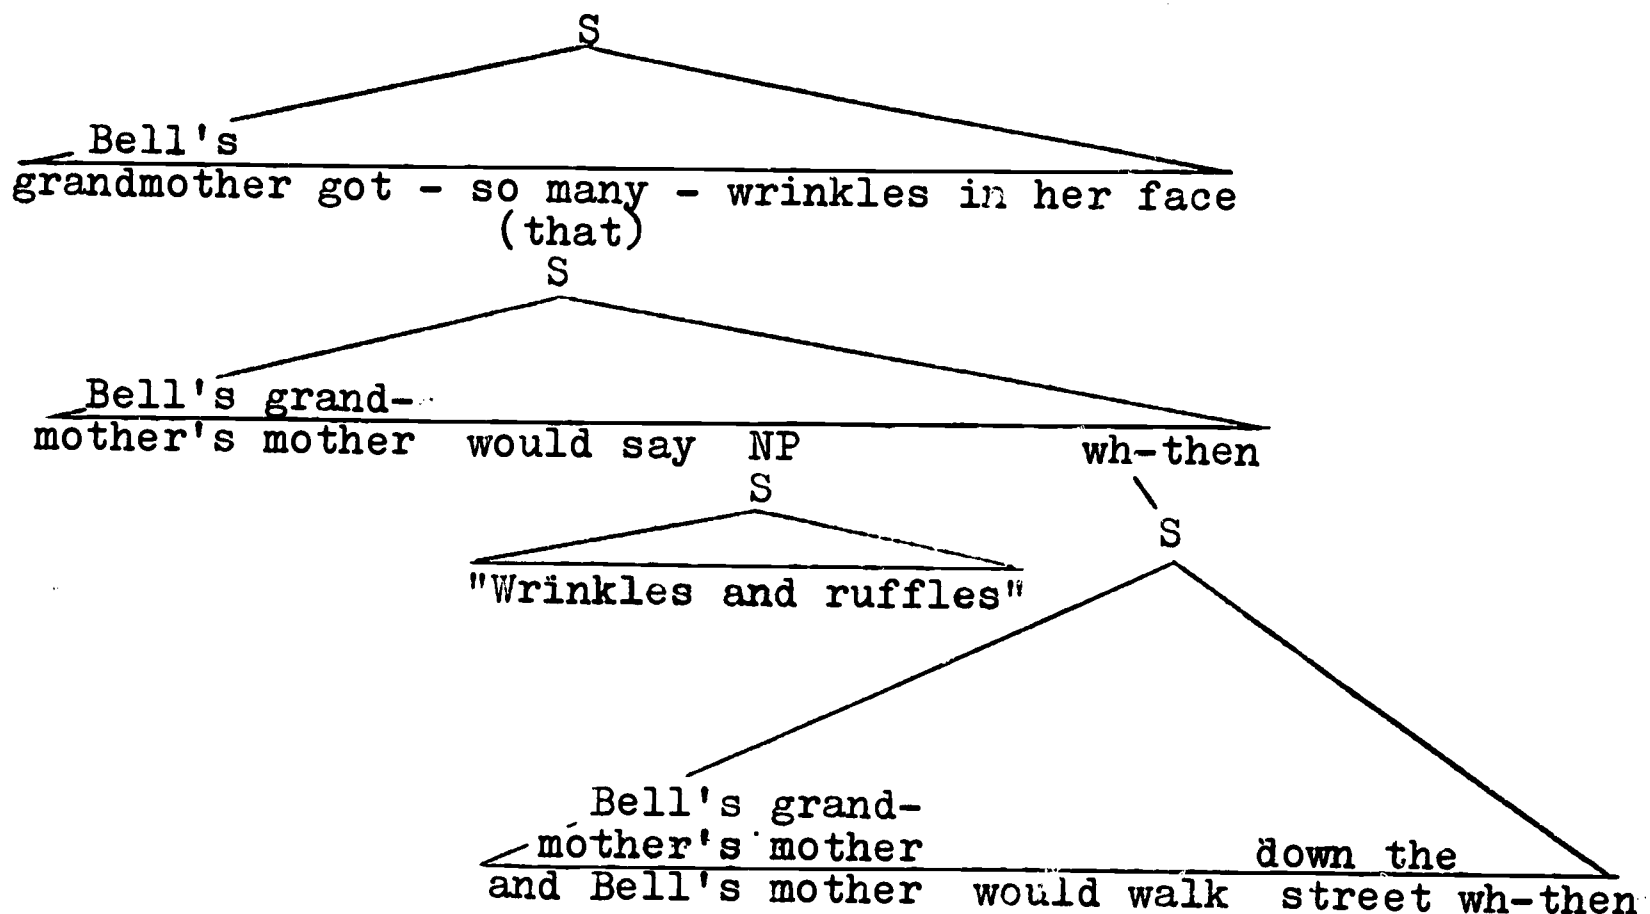 S
Bell's
grandmother got - so many - wrinkles in her face
(that)
S
Bell's grand-
mother's mother would say NP wh-then
S
S
"Wrinkles and ruffles"
Bell's grand-
mother's mother
down the
and Bell's mother would walk street wh-then